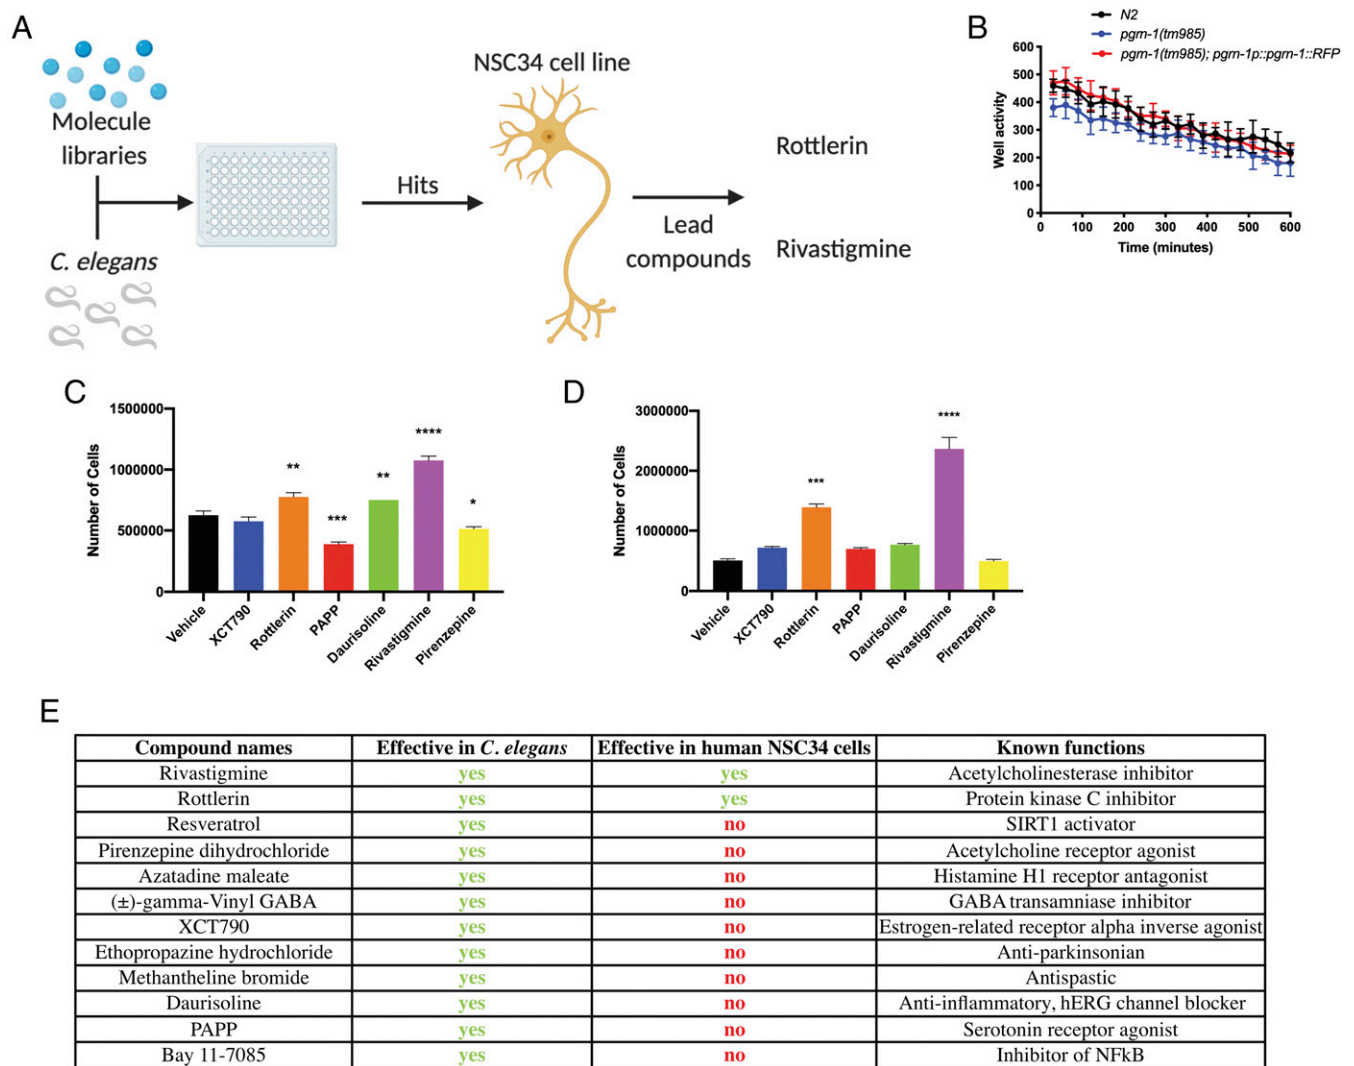 A
Molecule
libraries
C. elegans
Hits
NSC34 cell line
Lead
compounds
Rottlerin
Rivastigmine
B
N2
pgrn-1(tm985)
pgrn-1(tm985); pgrn-1p::pgrn-1::RFP
Well activity
600
500
400
300
200
100
0
0 100 200 300 400 500 600
Time (minutes)
C
Number of Cells
1500000
1000000
500000
0
**
***
**
****
*
Vehicle
XCT790
Rottlerin
PAPP
Daurisoline
Rivastigmine
Pirenzepine
D
Number of Cells
3000000
2000000
1000000
0
***
****
Vehicle
XCT790
Rottlerin
PAPP
Daurisoline
Rivastigmine
Pirenzepine
E
Compound names Effective in C. elegans Effective in human NSC34 cells Known functions
Rivastigmine yes yes Acetylcholinesterase inhibitor
Rottlerin yes yes Protein kinase C inhibitor
Resveratrol yes no SIRT1 activator
Pirenzepine dihydrochloride yes no Acetylcholine receptor agonist
Azatadine maleate yes no Histamine H1 receptor antagonist
(±)-gamma-Vinyl GABA yes no GABA transamniase inhibitor
XCT790 yes no Estrogen-related receptor alpha inverse agonist
Ethopropazine hydrochloride yes no Anti-parkinsonian
Methantheline bromide yes no Antispastic
Daurisoline yes no Anti-inflammatory, hERG channel blocker
PAPP yes no Serotonin receptor agonist
Bay 11-7085 yes no Inhibitor of NFkB